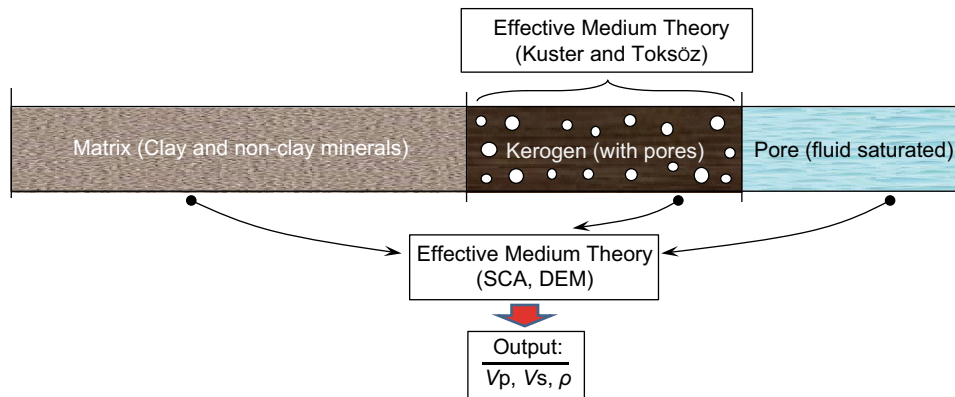 Effective Medium Theory
(Kuster and Toksöz)
Matrix (Clay and non-clay minerals)
Kerogen (with pores)
Pore (fluid saturated)
Effective Medium Theory
(SCA, DEM)
Output:
Vp, Vs, ρ